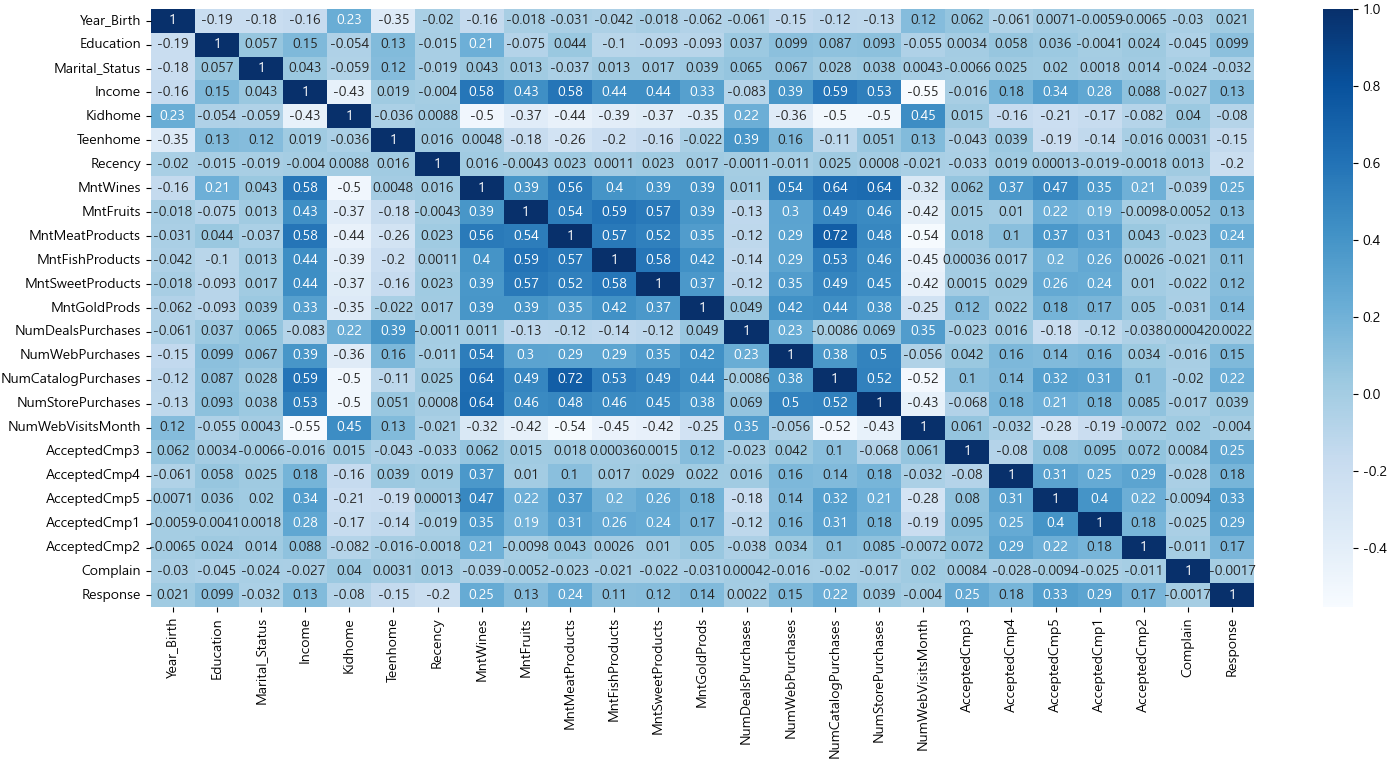 Year_Birth 1 -0.19 -0.18 -0.16 0.23 -0.35 -0.02 -0.16 -0.018 -0.031 -0.042 -0.018 -0.062 -0.061 -0.15 -0.12 -0.13 0.12 0.062 -0.061 0.0071 -0.0059 -0.0065 -0.03 0.021 1.0
Education -0.19 1 0.057 0.15 -0.054 0.13 -0.015 0.21 -0.075 0.044 -0.1 -0.093 -0.093 0.037 0.099 0.087 0.093 -0.055 0.0034 0.058 0.036 -0.0041 0.024 -0.045 0.099
Marital_Status -0.18 0.057 1 0.043 -0.059 0.12 -0.019 0.043 0.013 -0.037 0.013 0.017 0.039 0.065 0.067 0.028 0.038 0.0043 -0.0066 0.025 0.02 0.0018 0.014 -0.024 -0.032
0.8
Income -0.16 0.15 0.043 1 -0.43 0.019 -0.004 0.58 0.43 0.58 0.44 0.44 0.33 -0.083 0.39 0.59 0.53 -0.55 -0.016 0.18 0.34 0.28 0.088 -0.027 0.13
Kidhome 0.23 -0.054 -0.059 -0.43 1 -0.036 0.0088 -0.5 -0.37 -0.44 -0.39 -0.37 -0.35 0.22 -0.36 -0.5 -0.5 0.45 0.015 -0.16 -0.21 -0.17 -0.082 0.04 -0.08
Teenhome -0.35 0.13 0.12 0.019 -0.036 1 0.016 0.0048 -0.18 -0.26 -0.2 -0.16 -0.022 0.39 0.16 -0.11 0.051 0.13 -0.043 0.039 -0.19 -0.14 -0.016 0.0031 -0.15
Recency -0.02 -0.015 -0.019 -0.004 0.0088 0.016 1 0.016 -0.0043 0.023 0.0011 0.023 0.017 -0.0011 -0.011 0.025 0.0008 -0.021 -0.033 0.019 0.00013 -0.019 -0.0018 0.013 -0.2 0.6
MntWines -0.16 0.21 0.043 0.58 -0.5 0.0048 0.016 1 0.39 0.56 0.4 0.39 0.39 0.011 0.54 0.64 0.64 -0.32 0.062 0.37 0.47 0.35 0.21 -0.039 0.25
MntFruits -0.018 -0.075 0.013 0.43 -0.37 -0.18 -0.0043 0.39 1 0.54 0.59 0.57 0.39 -0.13 0.3 0.49 0.46 -0.42 0.015 0.01 0.22 0.19 -0.0098 -0.0052 0.13
MntMeatProducts -0.031 0.044 -0.037 0.58 -0.44 -0.26 0.023 0.56 0.54 1 0.57 0.52 0.35 -0.12 0.29 0.72 0.48 -0.54 0.018 0.1 0.37 0.31 0.043 -0.023 0.24
0.4
MntFishProducts -0.042 -0.1 0.013 0.44 -0.39 -0.2 0.0011 0.4 0.59 0.57 1 0.58 0.42 -0.14 0.29 0.53 0.46 -0.45 0.00036 0.017 0.2 0.26 0.0026 -0.021 0.11
MntSweetProducts -0.018 -0.093 0.017 0.44 -0.37 -0.16 0.023 0.39 0.57 0.52 0.58 1 0.37 -0.12 0.35 0.49 0.45 -0.42 0.0015 0.029 0.26 0.24 0.01 -0.022 0.12
MntGoldProds -0.062 -0.093 0.039 0.33 -0.35 -0.022 0.017 0.39 0.39 0.35 0.42 0.37 1 0.049 0.42 0.44 0.38 -0.25 0.12 0.022 0.18 0.17 0.05 -0.031 0.14
0.2
NumDealsPurchases -0.061 0.037 0.065 -0.083 0.22 0.39 -0.0011 0.011 -0.13 -0.12 -0.14 -0.12 0.049 1 0.23 -0.0086 0.069 0.35 -0.023 0.016 -0.18 -0.12 -0.038 0.00042 0.0022
NumWebPurchases -0.15 0.099 0.067 0.39 -0.36 0.16 -0.011 0.54 0.3 0.29 0.29 0.35 0.42 0.23 1 0.38 0.5 -0.056 0.042 0.16 0.14 0.16 0.034 -0.016 0.15
NumCatalogPurchases -0.12 0.087 0.028 0.59 -0.5 -0.11 0.025 0.64 0.49 0.72 0.53 0.49 0.44 -0.0086 0.38 1 0.52 -0.52 0.1 0.14 0.32 0.31 0.1 -0.02 0.22
0.0
NumStorePurchases -0.13 0.093 0.038 0.53 -0.5 0.051 0.0008 0.64 0.46 0.48 0.46 0.45 0.38 0.069 0.5 0.52 1 -0.43 -0.068 0.18 0.21 0.18 0.085 -0.017 0.039
NumWebVisitsMonth 0.12 -0.055 0.0043 -0.55 0.45 0.13 -0.021 -0.32 -0.42 -0.54 -0.45 -0.42 -0.25 0.35 -0.056 -0.52 -0.43 1 0.061 -0.032 -0.28 -0.19 -0.0072 0.02 -0.004
AcceptedCmp3 0.062 0.0034 -0.0066 -0.016 0.015 -0.043 -0.033 0.062 0.015 0.018 0.00036 0.0015 0.12 -0.023 0.042 0.1 -0.068 0.061 1 -0.08 0.08 0.095 0.072 0.0084 0.25
-0.2
AcceptedCmp4 -0.061 0.058 0.025 0.18 -0.16 0.039 0.019 0.37 0.01 0.1 0.017 0.029 0.022 0.016 0.16 0.14 0.18 -0.032 -0.08 1 0.31 0.25 0.29 -0.028 0.18
AcceptedCmp5 0.0071 0.036 0.02 0.34 -0.21 -0.19 0.00013 0.47 0.22 0.37 0.2 0.26 0.18 -0.18 0.14 0.32 0.21 -0.28 0.08 0.31 1 0.4 0.22 -0.0094 0.33
AcceptedCmp1 -0.0059 -0.0041 0.0018 0.28 -0.17 -0.14 -0.019 0.35 0.19 0.31 0.26 0.24 0.17 -0.12 0.16 0.31 0.18 -0.19 0.095 0.25 0.4 1 0.18 -0.025 0.29
AcceptedCmp2 -0.0065 0.024 0.014 0.088 -0.082 -0.016 -0.0018 0.21 -0.0098 0.043 0.0026 0.01 0.05 -0.038 0.034 0.1 0.085 -0.0072 0.072 0.29 0.22 0.18 1 -0.011 0.17 -0.4
Complain -0.03 -0.045 -0.024 -0.027 0.04 0.0031 0.013 -0.039 -0.0052 -0.023 -0.021 -0.022 -0.031 0.00042 -0.016 -0.02 -0.017 0.02 0.0084 -0.028 -0.0094 -0.025 -0.011 1 -0.0017
Response 0.021 0.099 -0.032 0.13 -0.08 -0.15 -0.2 0.25 0.13 0.24 0.11 0.12 0.14 0.0022 0.15 0.22 0.039 -0.004 0.25 0.18 0.33 0.29 0.17 -0.0017 1
Year_Birth Education Marital_Status Income Kidhome Teenhome Recency MntWines MntFruits MntMeatProducts MntFishProducts MntSweetProducts MntGoldProds NumDealsPurchases NumWebPurchases NumCatalogPurchases NumStorePurchases NumWebVisitsMonth AcceptedCmp3 AcceptedCmp4 AcceptedCmp5 AcceptedCmp1 AcceptedCmp2 Complain Response